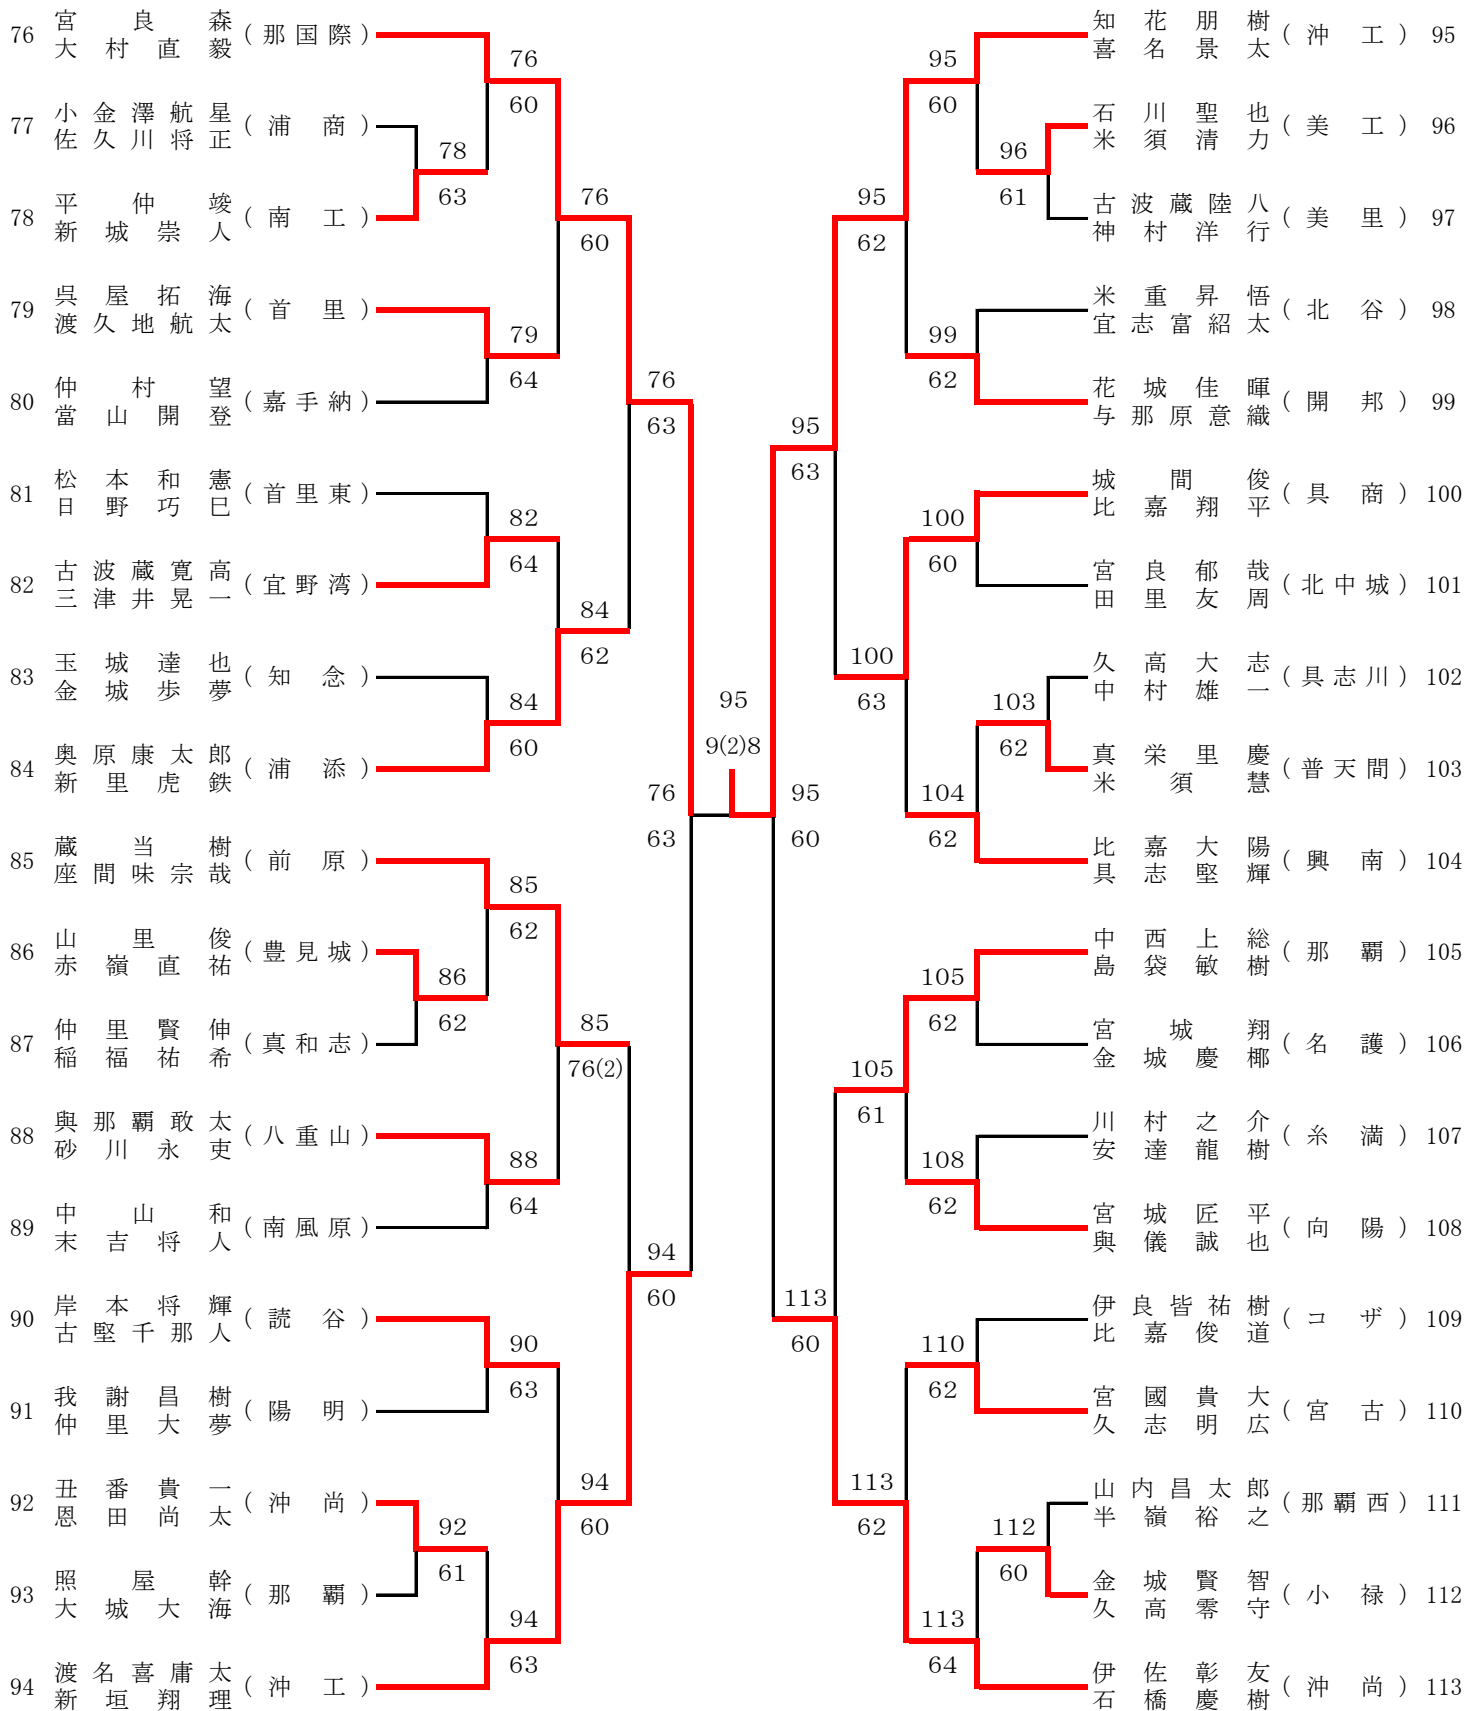 76 宮良森
大村直毅 (那国際)
77 小金澤航星
佐久川将正 (浦商)
78 平仲竣
新城崇人 (南工)
79 呉屋拓海
渡久地航太 (首里)
80 仲村望
當山開登 (嘉手納)
81 松本和憲
日野巧巳 (首里東)
82 古波蔵寛高
三津井晃一 (宜野湾)
83 玉城達也
金城歩夢 (知念)
84 奥原康太郎
新里虎鉄 (浦添)
85 蔵当樹
座間味宗哉 (前原)
86 山里俊
赤嶺直祐 (豊見城)
87 仲里賢伸
稲福祐希 (真和志)
88 與那覇敢太
砂川永吏 (八重山)
89 中山和
末吉将人 (南風原)
90 岸本将輝
古堅千那人 (読谷)
91 我謝昌樹
仲里大夢 (陽明)
92 丑番貴一
恩田尚太 (沖尚)
93 照屋幹
大城大海 (那覇)
94 渡名喜庸太
新垣翔理 (沖工)
78
63
86
62
92
61
76
60
79
64
82
64
84
60
85
62
88
64
90
63
94
63
76
60
84
62
85
76(2)
94
60
76
63
94
60
76
63
95
9(2)8
95
60
95
63
113
60
95
62
100
63
105
61
113
62
95
60
99
62
100
60
104
62
105
62
108
62
110
62
113
64
96
61
103
62
112
60
知花朋樹
喜名景太 (沖工) 95
石川聖也
米須清力 (美工) 96
古波蔵陸八
神村洋行 (美里) 97
米重昇悟
宜志富紹太 (北谷) 98
花城佳暉
与那原意織 (開邦) 99
城間俊
比嘉翔平 (具商) 100
宮良郁哉
田里友周 (北中城) 101
久高大志
中村雄一 (具志川) 102
真栄里慶
米須慧 (普天間) 103
比嘉大陽
具志堅輝 (興南) 104
中西上総
島袋敏樹 (那覇) 105
宮城翔
金城慶椰 (名護) 106
川村之介
安達龍樹 (糸満) 107
宮城匠平
與儀誠也 (向陽) 108
伊良皆祐樹
比嘉俊道 (コザ) 109
宮國貴大
久志明広 (宮古) 110
山内昌太郎
半嶺裕之 (那覇西) 111
金城賢智
久高零守 (小禄) 112
伊佐彰友
石橋慶樹 (沖尚) 113